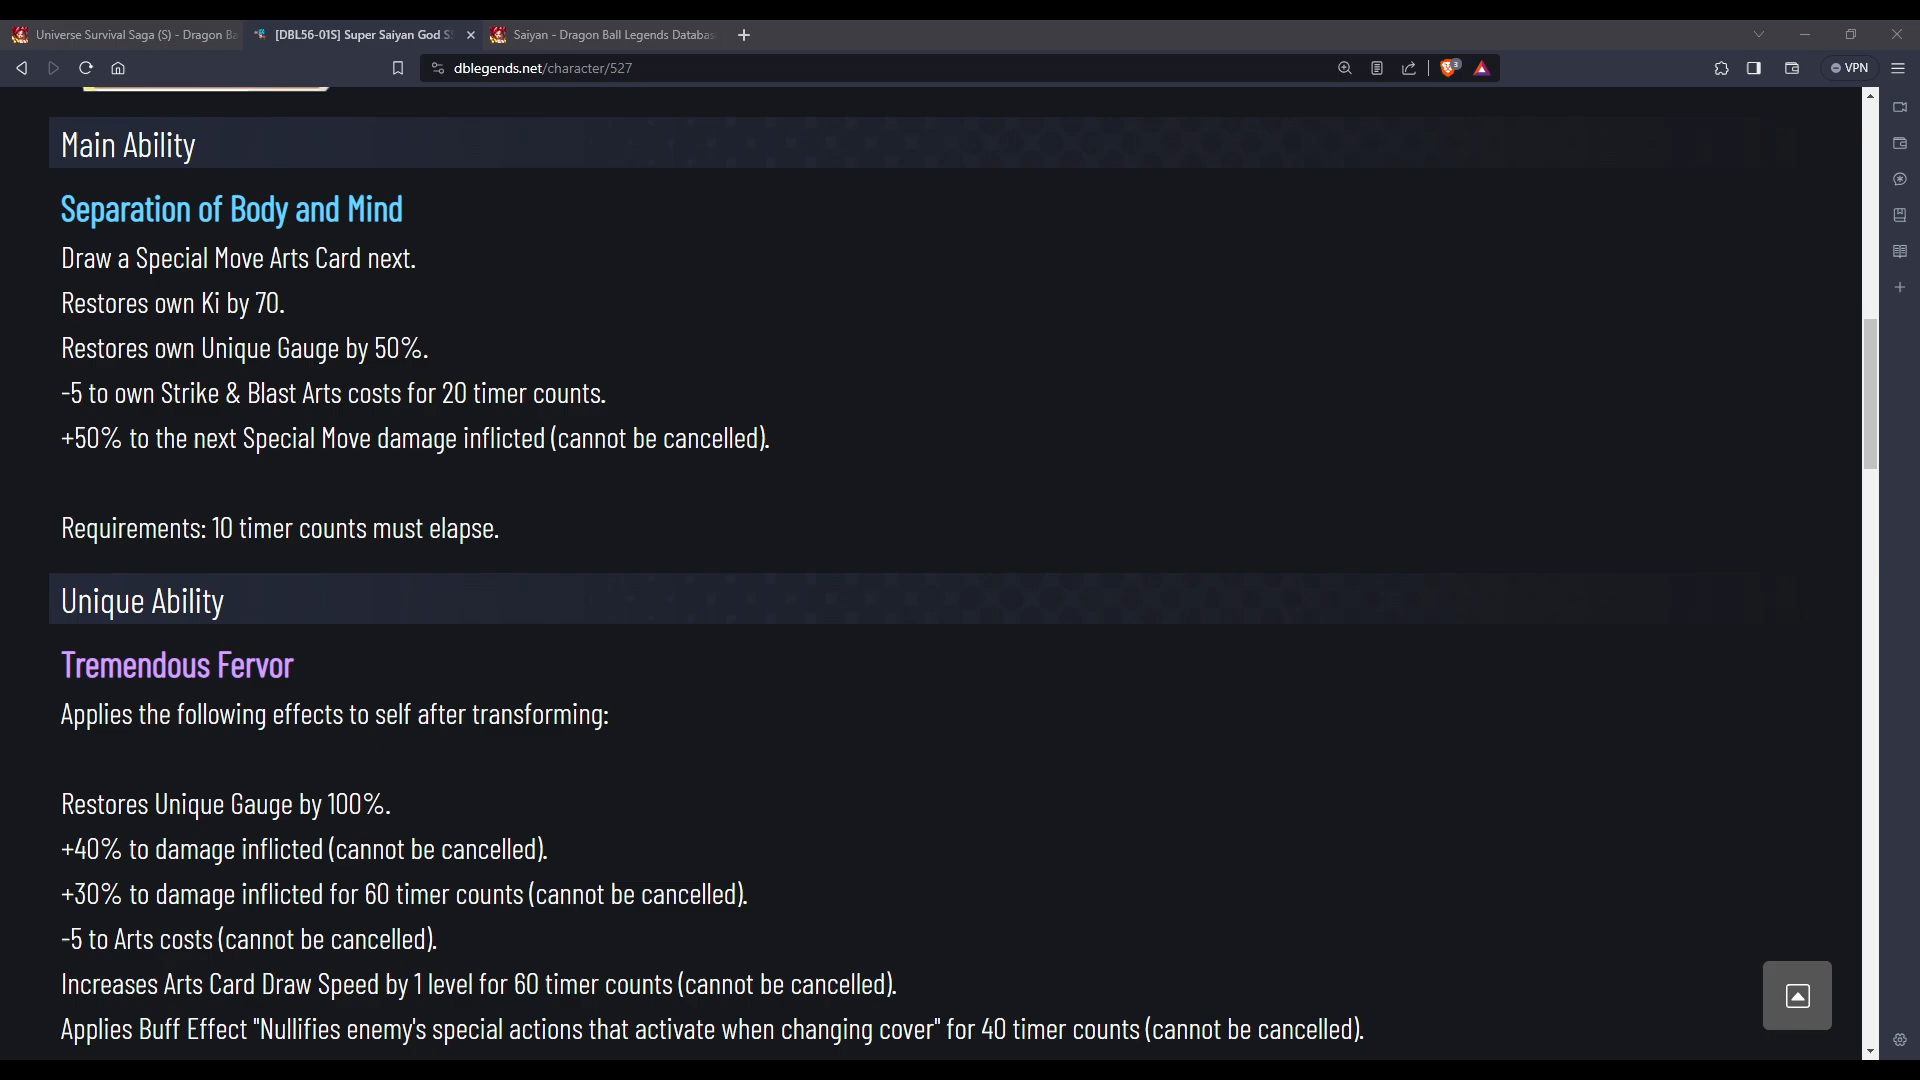 Universe Survival Saga (S) - Dragon Ba
[DBL56-01S] Super Saiyan God S
Saiyan - Dragon Ball Legends Databas
dblegends.net/character/527
3
VPN
Main Ability
Separation of Body and Mind
Draw a Special Move Arts Card next.
Restores own Ki by 70.
Restores own Unique Gauge by 50%.
-5 to own Strike & Blast Arts costs for 20 timer counts.
+50% to the next Special Move damage inflicted (cannot be cancelled).
Requirements: 10 timer counts must elapse.
Unique Ability
Tremendous Fervor
Applies the following effects to self after transforming:
Restores Unique Gauge by 100%.
+40% to damage inflicted (cannot be cancelled).
+30% to damage inflicted for 60 timer counts (cannot be cancelled).
-5 to Arts costs (cannot be cancelled).
Increases Arts Card Draw Speed by 1 level for 60 timer counts (cannot be cancelled).
Applies Buff Effect "Nullifies enemy's special actions that activate when changing cover" for 40 timer counts (cannot be cancelled).